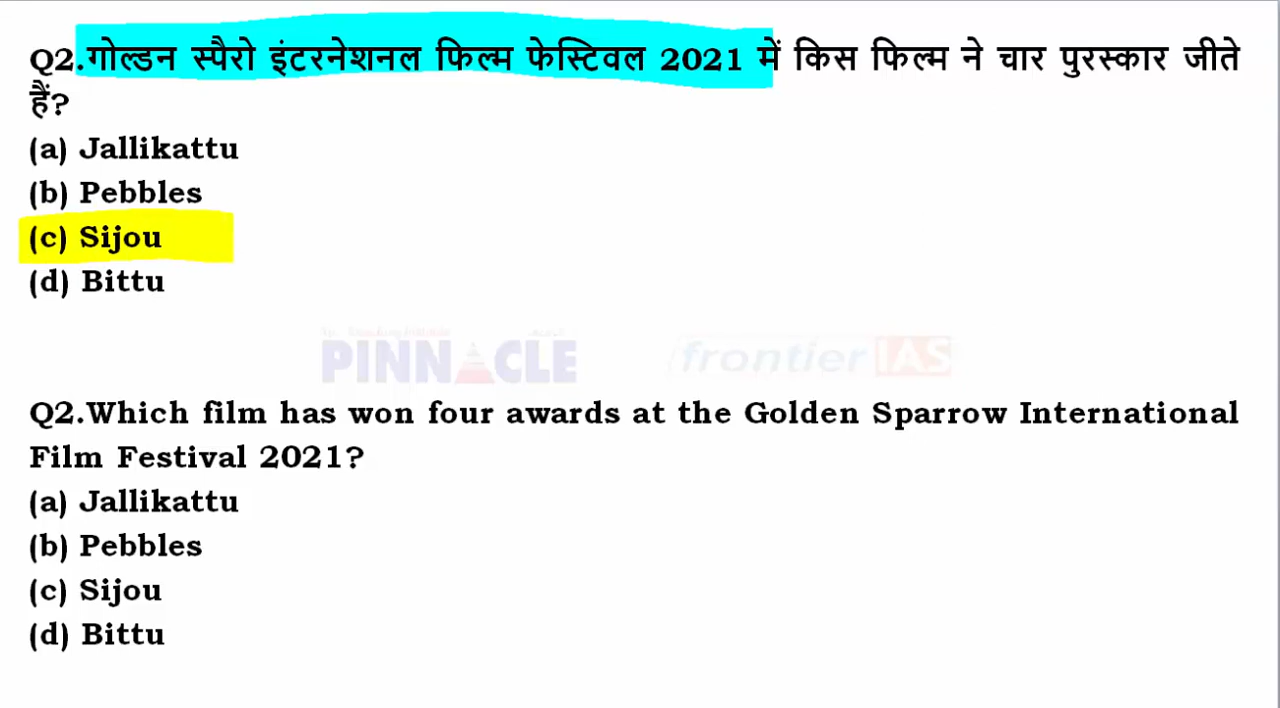 Q2.गोल्डन स्पैरो इंटरनेशनल फिल्म फेस्टिवल 2021 में किस फिल्म ने चार पुरस्कार जीते
हैं?
(a) Jallikattu
(b) Pebbles
(c) Sijou
(d) Bittu
PINNACLE frontier IAS
Q2.Which film has won four awards at the Golden Sparrow International
Film Festival 2021?
(a) Jallikattu
(b) Pebbles
(c) Sijou
(d) Bittu